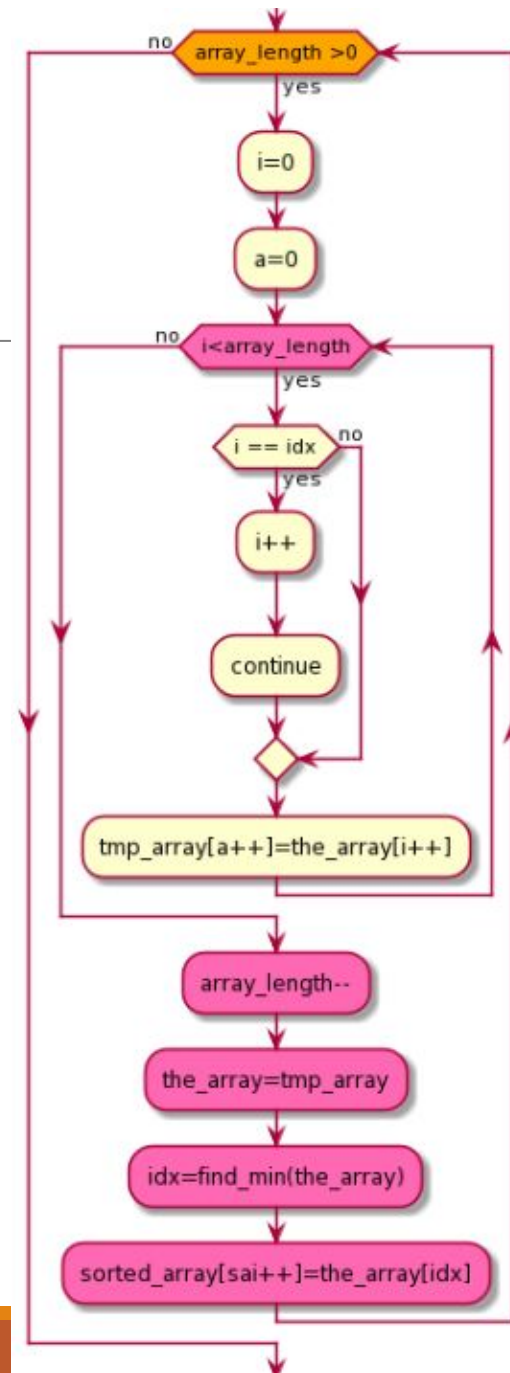 no
array_length >0
yes
i=0
a=0
no
i<array_length
yes
i == idx
no
yes
i++
continue
tmp_array[a++]=the_array[i++]
array_length--
the_array=tmp_array
idx=find_min(the_array)
sorted_array[sai++]=the_array[idx]